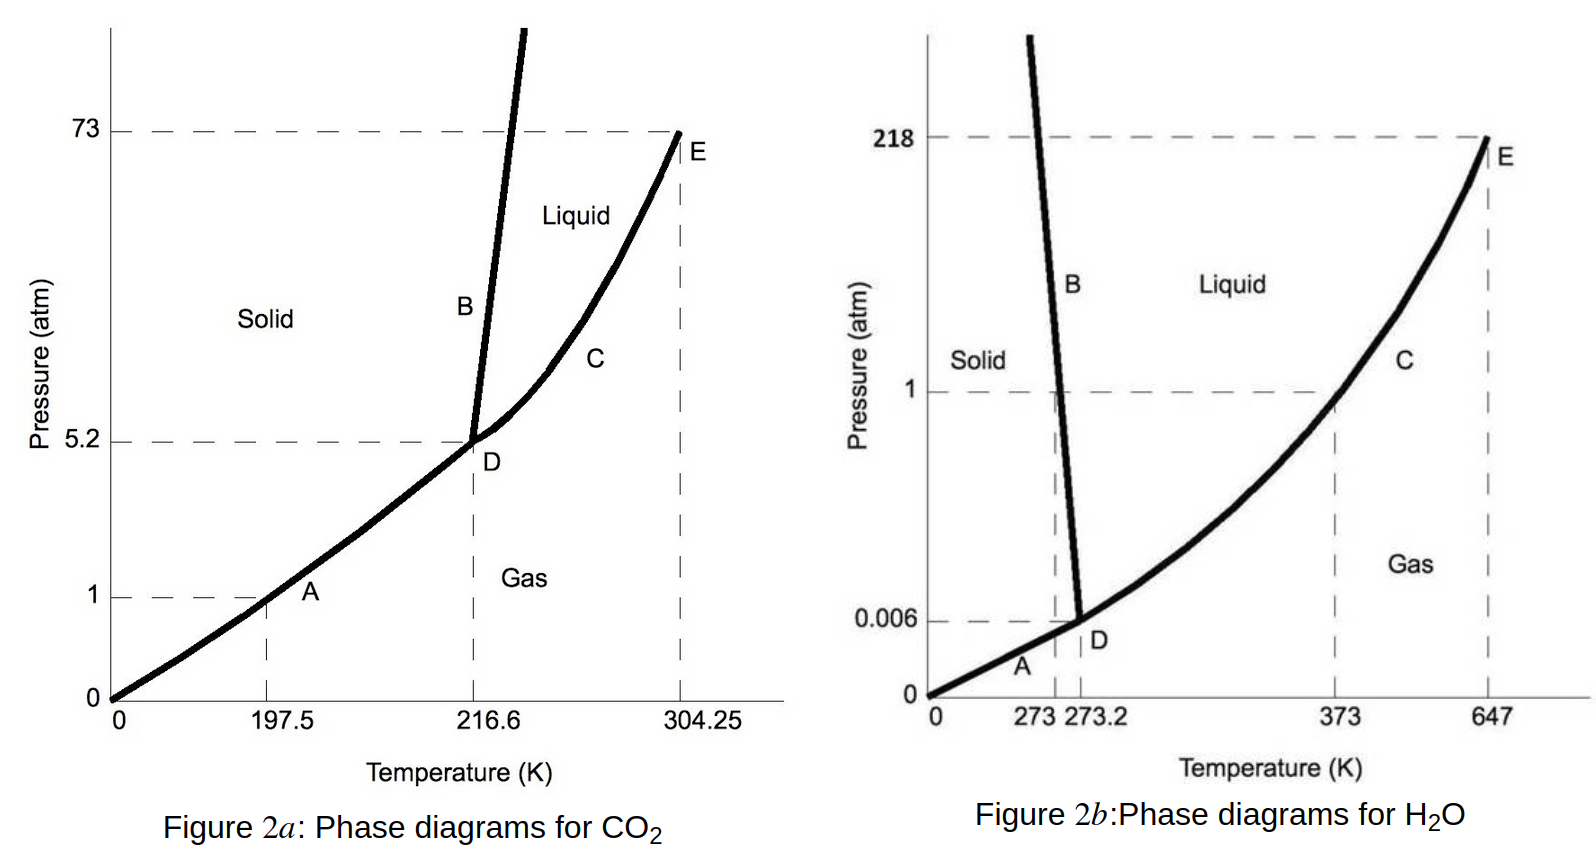 73
E
Liquid
B
Solid
C
Pressure (atm)
5.2
D
Gas
1
A
0
0
197.5
216.6
304.25
Temperature (K)
Figure 2a: Phase diagrams for CO₂
218
E
B
Liquid
Solid
C
Pressure (atm)
1
Gas
0.006
D
A
0
0
273
273.2
373
647
Temperature (K)
Figure 2b:Phase diagrams for H₂O